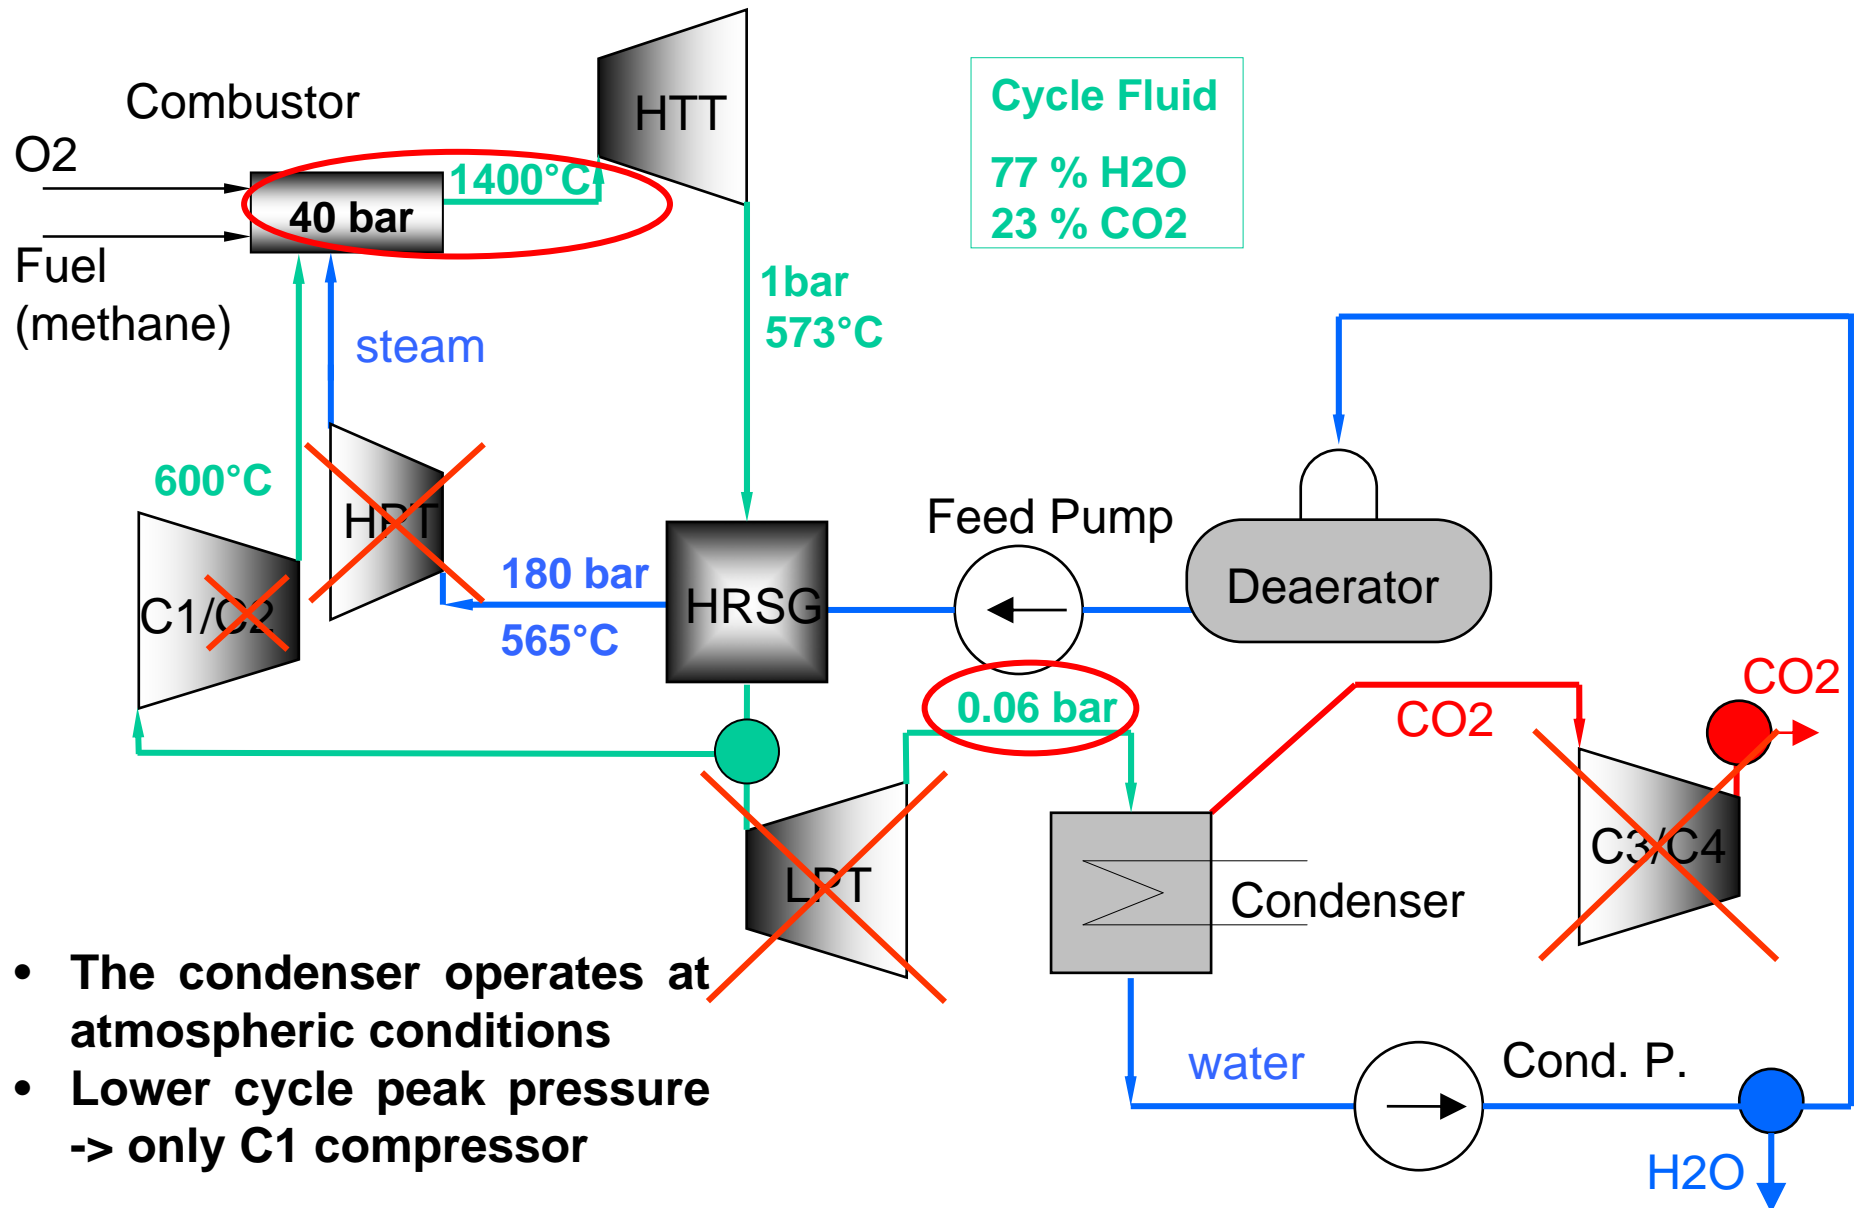 Combustor
HTT
Cycle Fluid
77 % H2O
23 % CO2
O2
1400°C
40 bar
Fuel
(methane)
1bar
573°C
steam
600°C
HPT
Feed Pump
C1/C2
180 bar
565°C
HRSG
Deaerator
0.06 bar
CO2
CO2
LPT
C3/C4
Condenser
• The condenser operates at
atmospheric conditions
• Lower cycle peak pressure
-> only C1 compressor
water
Cond. P.
H2O